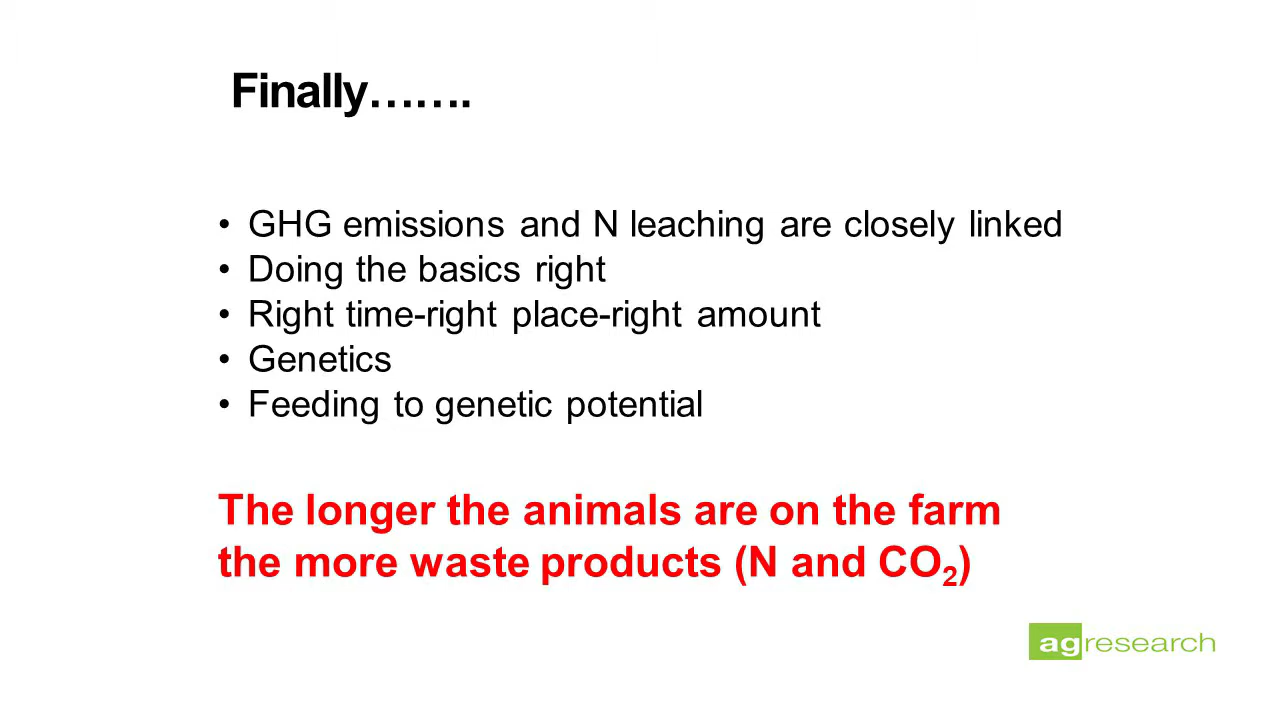 Finally…….
• GHG emissions and N leaching are closely linked
• Doing the basics right
• Right time-right place-right amount
• Genetics
• Feeding to genetic potential
The longer the animals are on the farm
the more waste products (N and CO₂)
agresearch